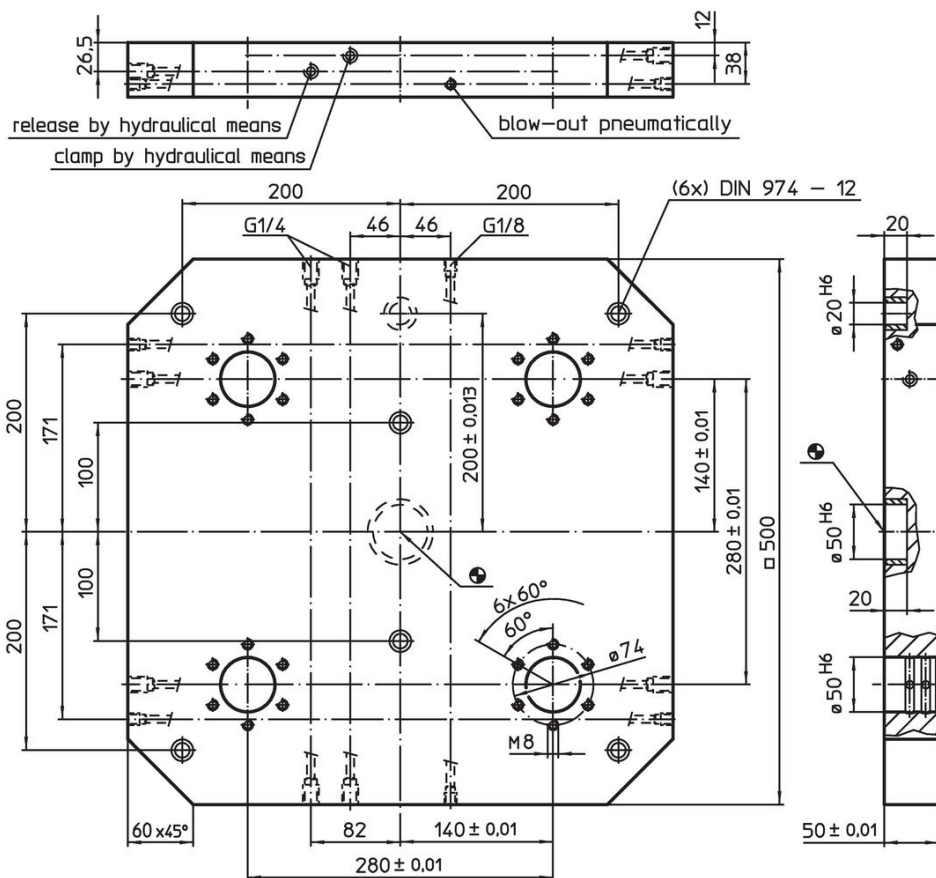 26,5
12
38
release by hydraulical means
clamp by hydraulical means
blow-out pneumatically
200
200
(6x) DIN 974 - 12
G1/4
46
46
G1/8
20
ø20 H6
200
171
100
200±0,013
140±0,01
280±0,01
□500
ø50 H6
20
100
171
200
6x60°
60°
ø74
M8
ø50 H6
60x45°
82
140±0,01
280±0,01
50±0,01